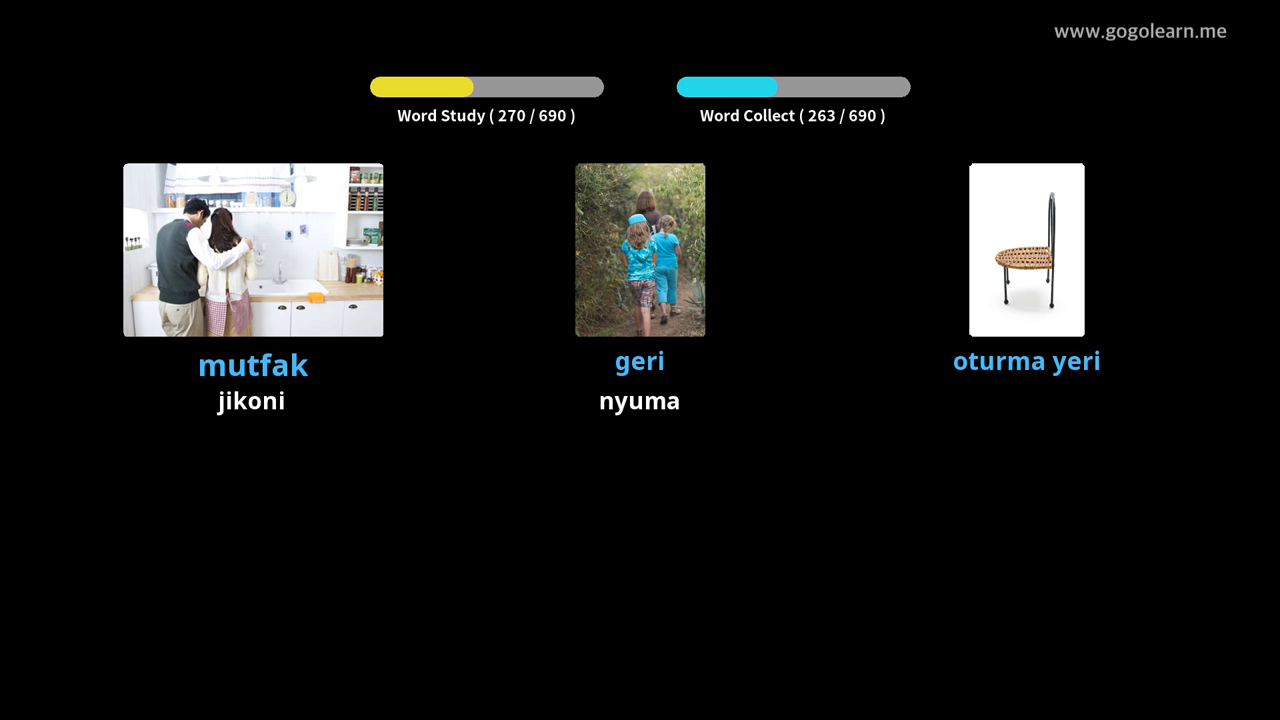 www.gogolearn.me
Word Study ( 270 / 690 )
Word Collect ( 263 / 690 )
mutfak
jikoni
geri
nyuma
oturma yeri